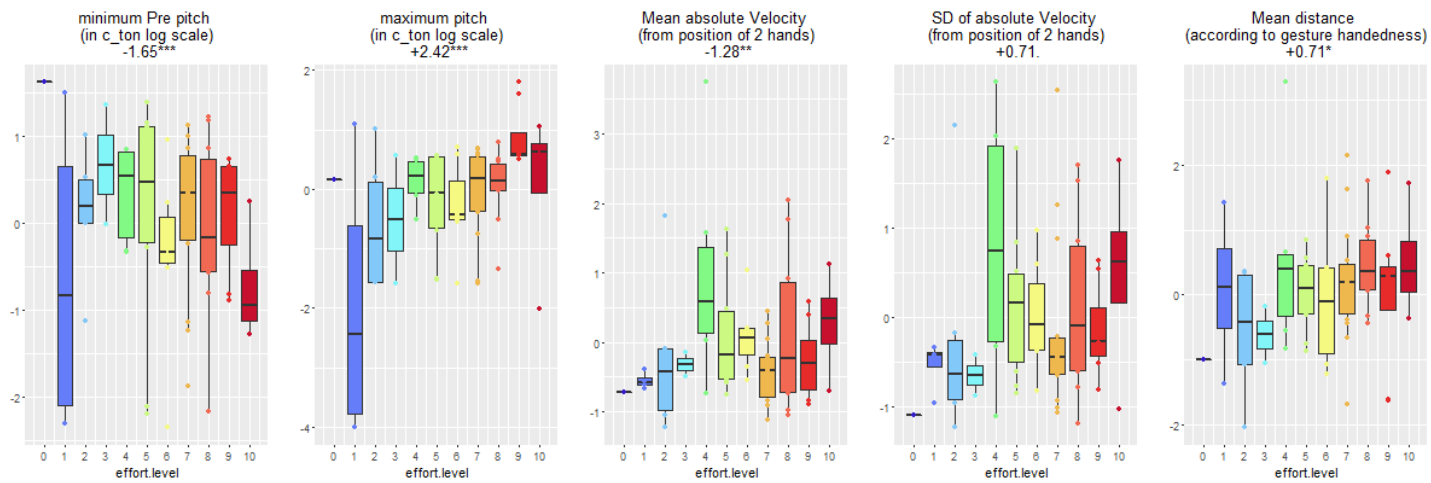 minimum Pre pitch
(in c_ton log scale)
-1.65***
1
0
-1
-2
0 1 2 3 4 5 6 7 8 9 10
effort.level
maximum pitch
(in c_ton log scale)
+2.42***
2
0
-2
-4
0 1 2 3 4 5 6 7 8 9 10
effort.level
Mean absolute Velocity
(from position of 2 hands)
-1.28**
3
2
1
0
-1
0 1 2 3 4 5 6 7 8 9 10
effort.level
SD of absolute Velocity
(from position of 2 hands)
+0.71.
2
1
0
-1
0 1 2 3 4 5 6 7 8 9 10
effort.level
Mean distance
(according to gesture handedness)
+0.71*
2
0
-2
0 1 2 3 4 5 6 7 8 9 10
effort.level